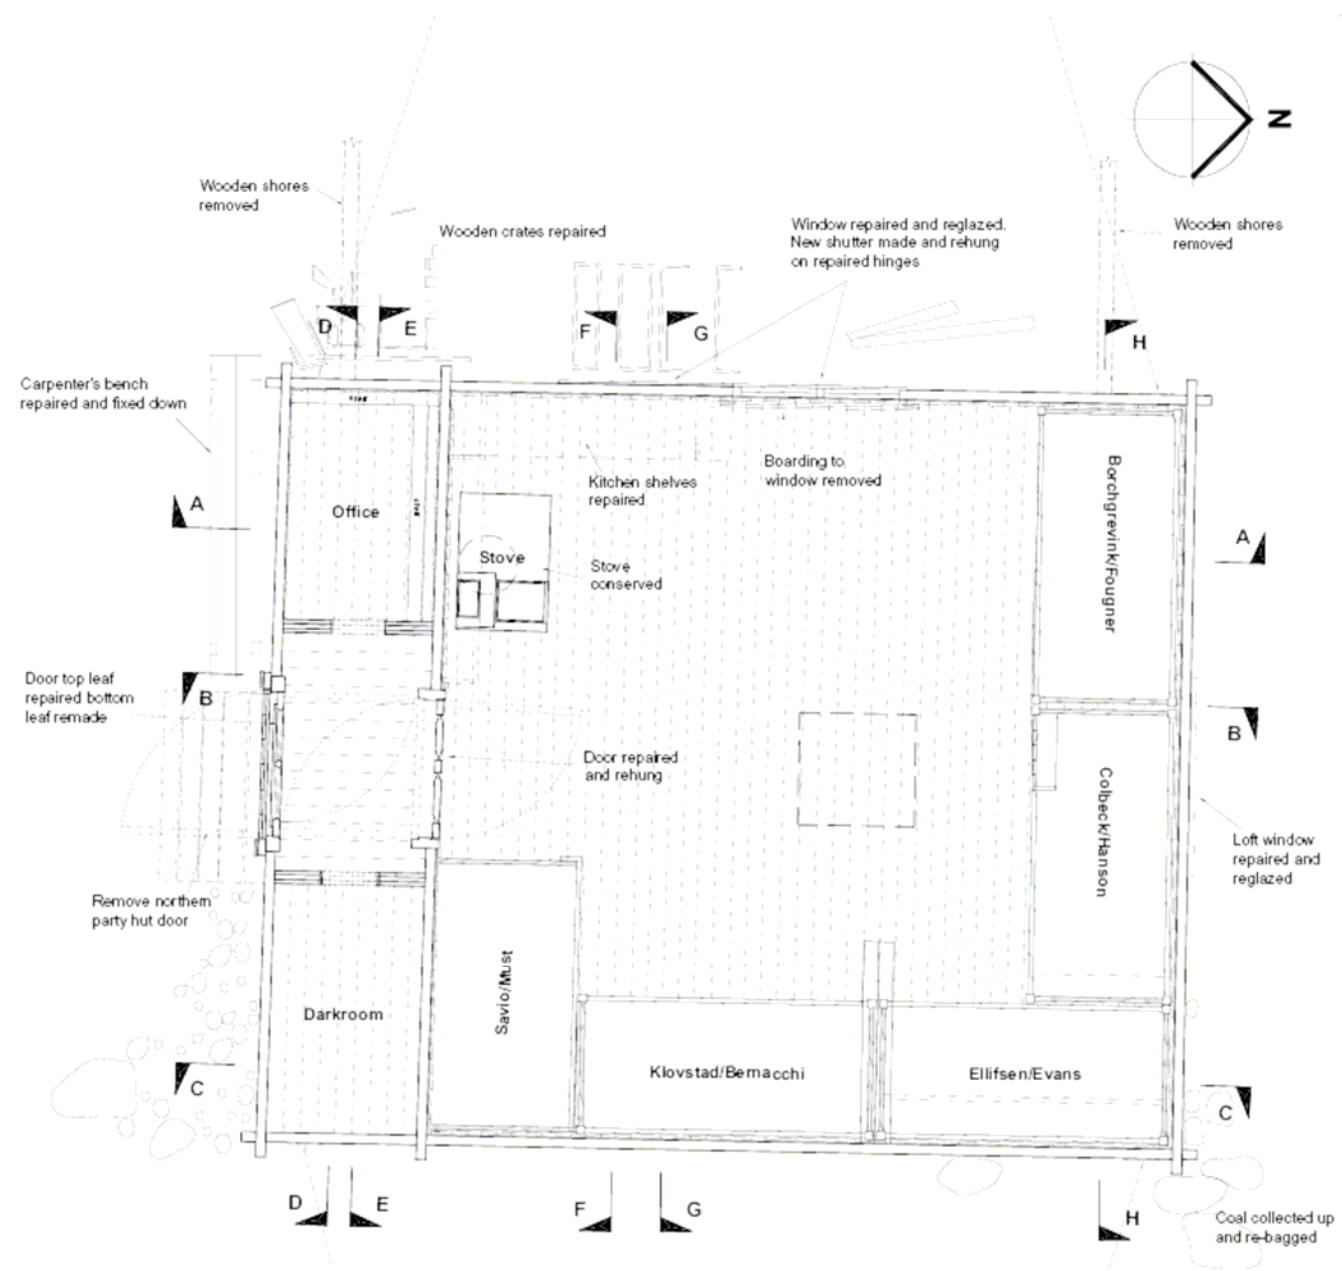 N
Wooden shores
removed
Wooden crates repaired
Window repaired and reglazed.
New shutter made and rehung
on repaired hinges
Wooden shores
removed
D
E
F
G
H
Carpenter's bench
repaired and fixed down
A
Office
Kitchen shelves
repaired
Boarding to
window removed
Borchgrevink/Fougner
A
Stove
Stove
conserved
Door top leaf
repaired bottom
leaf remade
B
B
Door repaired
and rehung
Colbeck/Hanson
Loft window
repaired and
reglazed
Remove northern
party hut door
Savio/Must
Darkroom
Klovstad/Bernacchi
Ellifsen/Evans
C
C
D
E
F
G
H
Coal collected up
and re-bagged